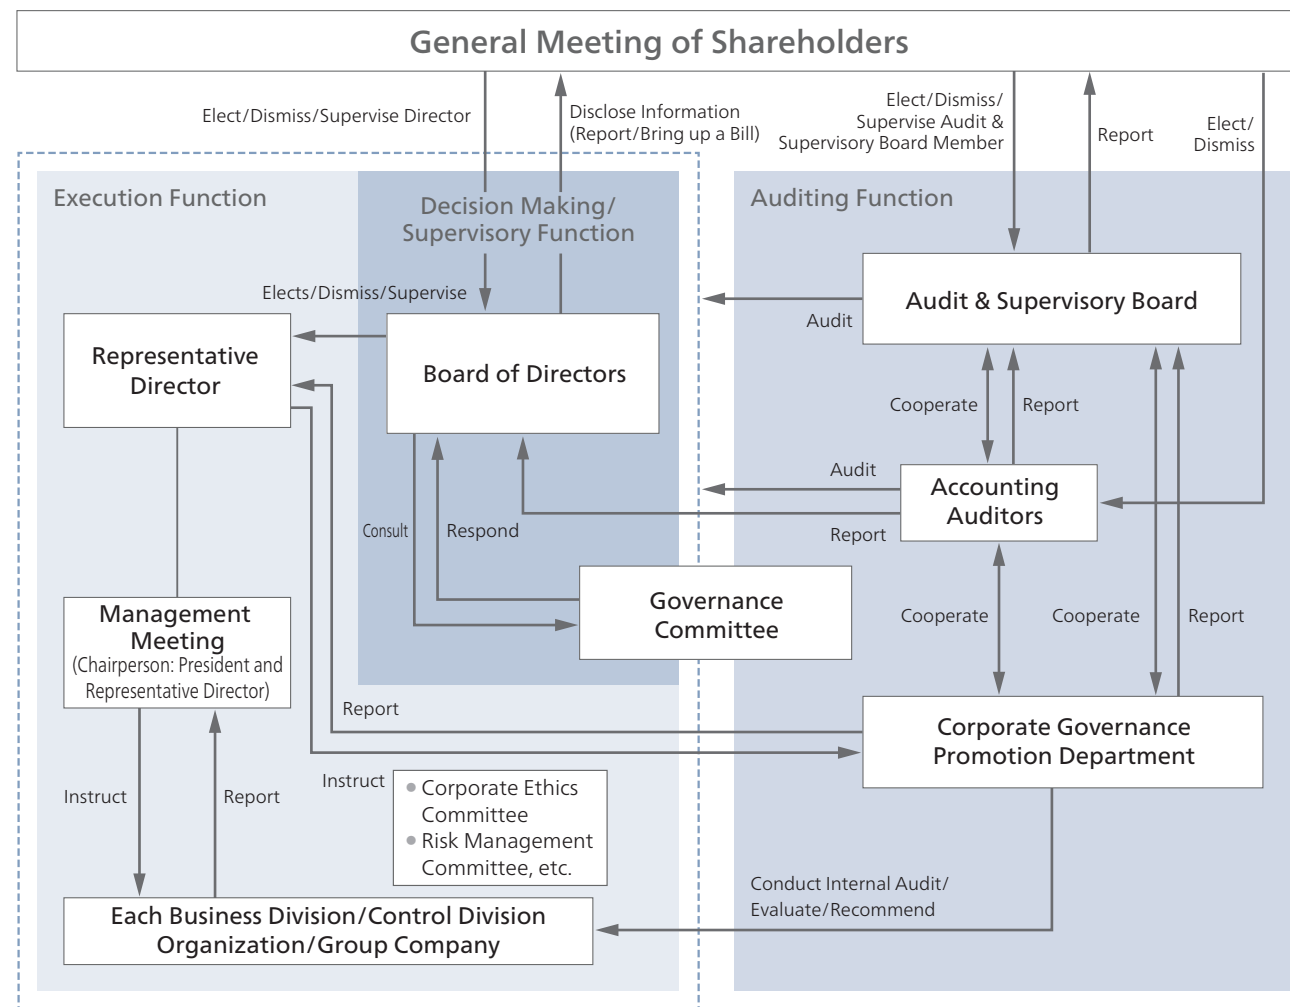 General Meeting of Shareholders
Elect/Dismiss/Supervise Director
Disclose Information
(Report/Bring up a Bill)
Elect/Dismiss/
Supervise Audit &
Supervisory Board Member
Report
Elect/
Dismiss
Execution Function
Decision Making/
Supervisory Function
Auditing Function
Elects/Dismiss/Supervise
Audit
Audit & Supervisory Board
Representative
Director
Board of Directors
Cooperate
Report
Audit
Accounting
Auditors
Consult
Respond
Report
Governance
Committee
Cooperate
Cooperate
Report
Management
Meeting
(Chairperson: President and
Representative Director)
Report
Corporate Governance
Promotion Department
Instruct
Report
Instruct
• Corporate Ethics
Committee
• Risk Management
Committee, etc.
Conduct Internal Audit/
Evaluate/Recommend
Each Business Division/Control Division
Organization/Group Company